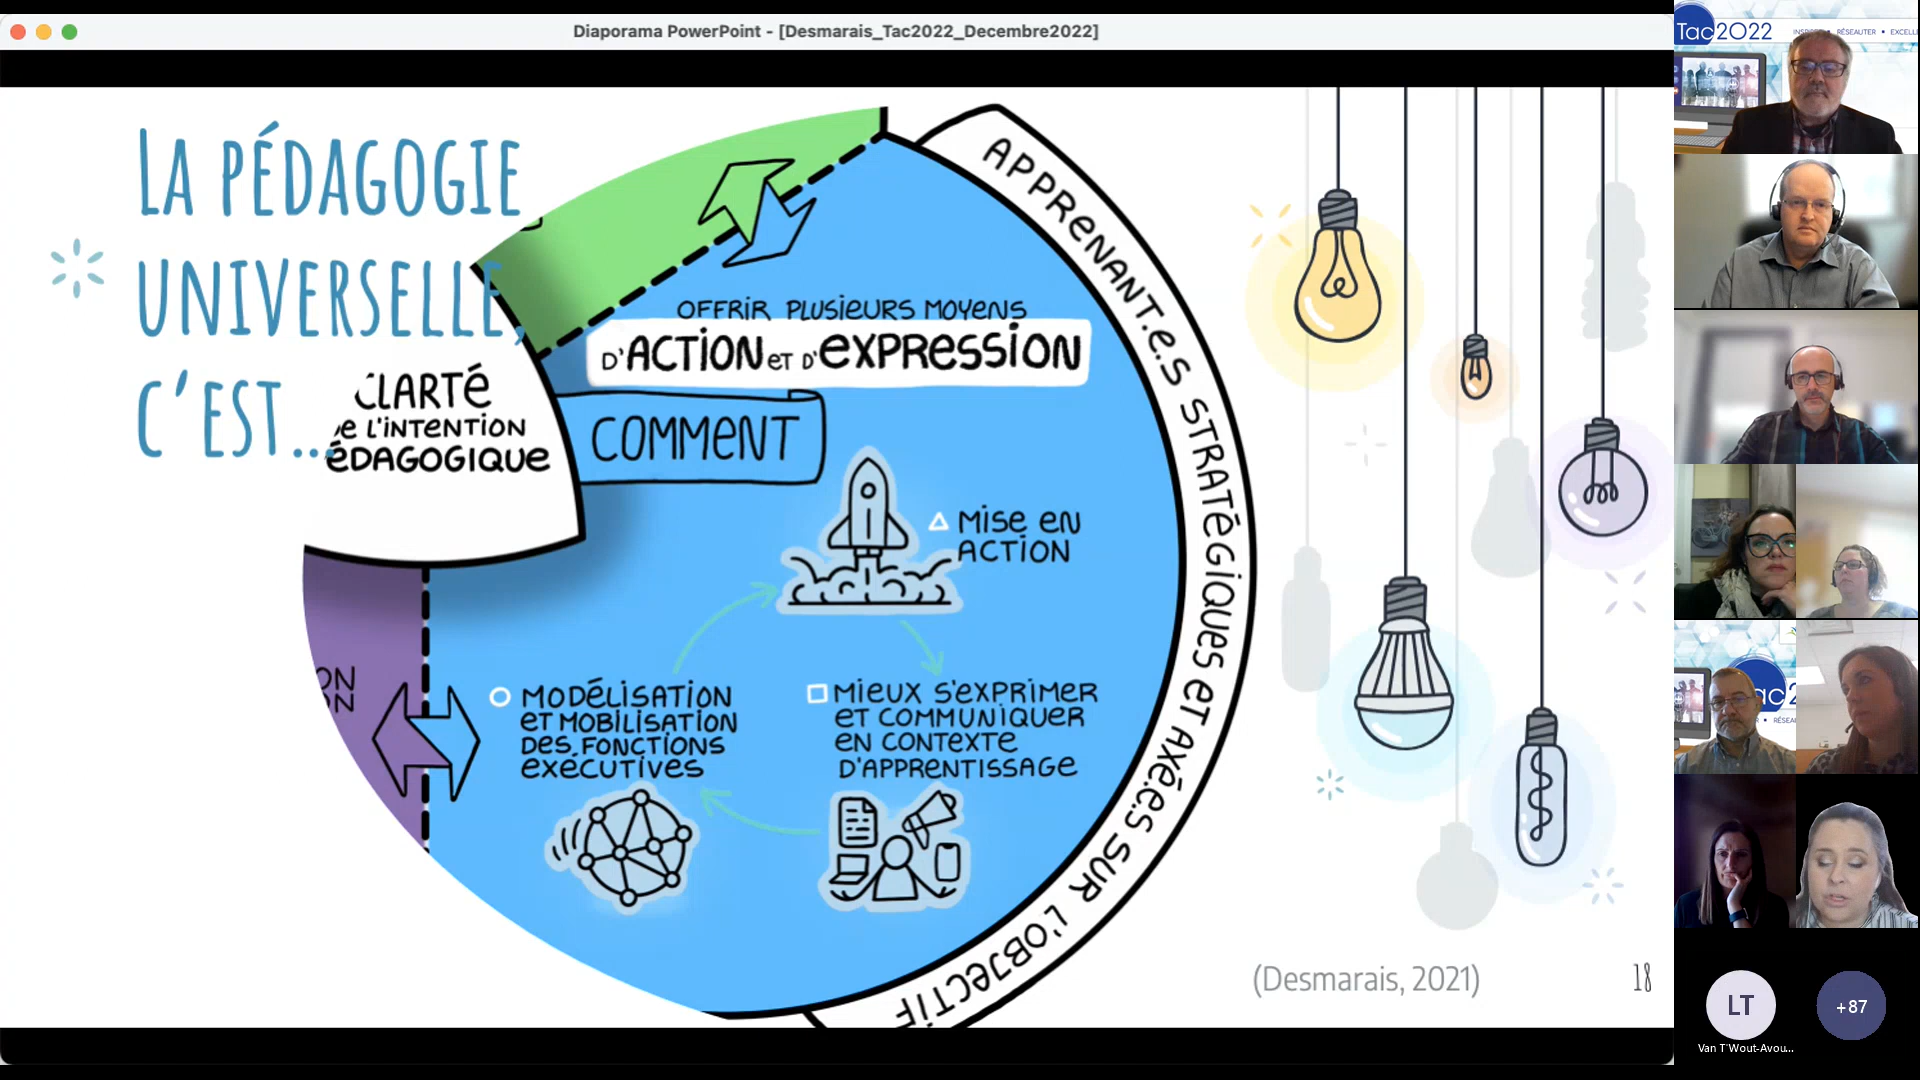 Diaporama PowerPoint - [Desmarais_Tac2022_Decembre2022]
LA PÉDAGOGIE
UNIVERSELLE,
C'EST...
CLARTÉ
DE L'INTENTION
PÉDAGOGIQUE
OFFRIR PLUSIEURS MOYENS
D'ACTION ET D'EXPRESSION
COMMENT
MISE EN
ACTION
MODÉLISATION
ET MOBILISATION
DES FONCTIONS
EXÉCUTIVES
MIEUX S'EXPRIMER
ET COMMUNIQUER
EN CONTEXTE
D'APPRENTISSAGE
APPRENANT.e.S STRATÉGIQUES ET AXÉ.e.S SUR L'OBJECTIF
(Desmarais, 2021)
18
Tac2022
RÉSEAUTER • EXCELL
LT
Van T'Wout-Avou...
+87